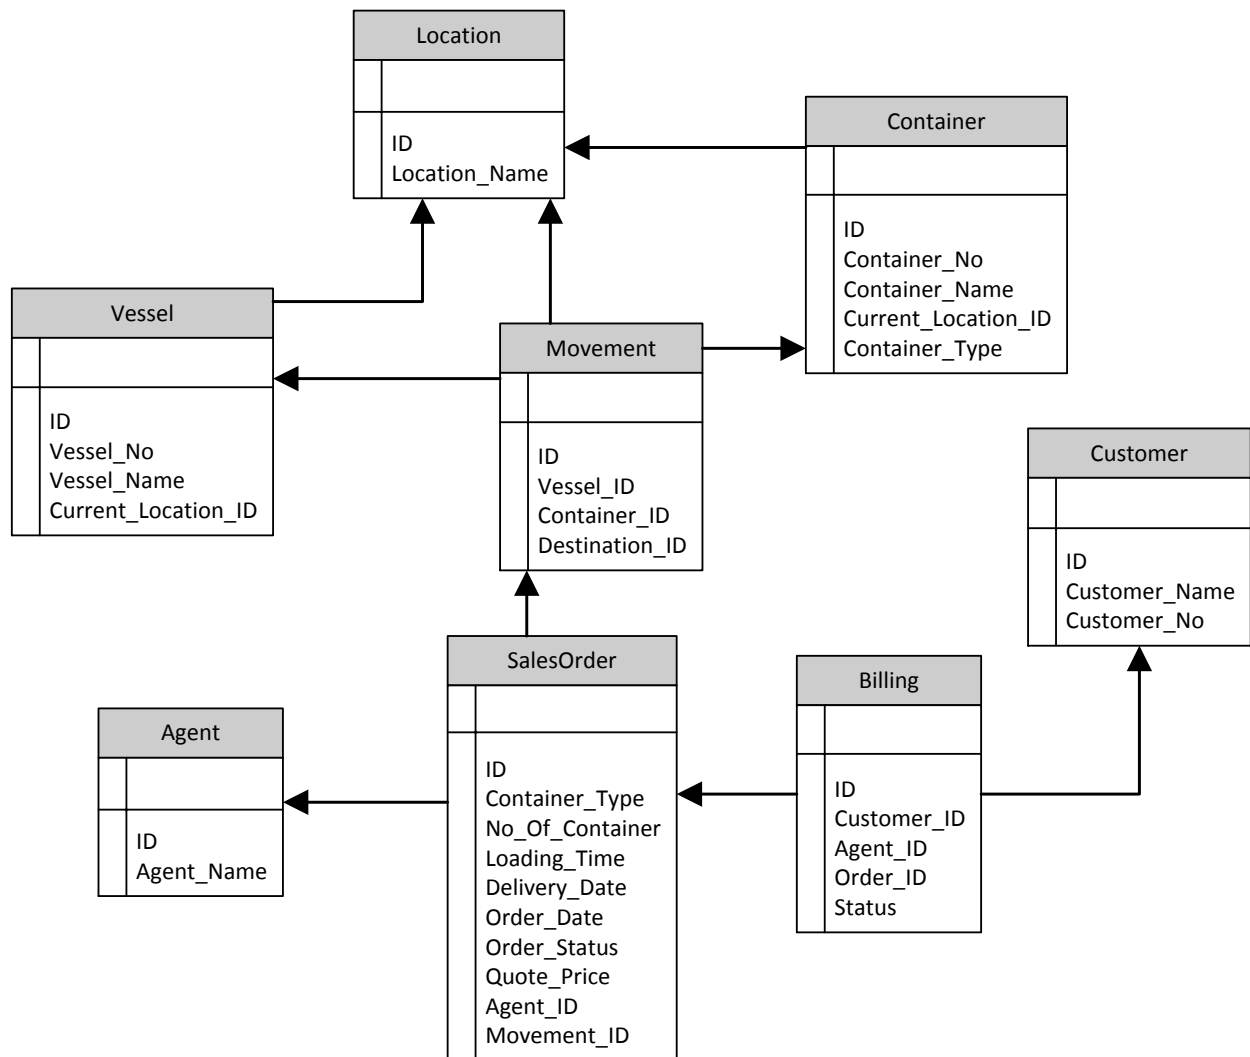 Location
ID
Location_Name
Container
ID
Container_No
Container_Name
Current_Location_ID
Container_Type
Vessel
ID
Vessel_No
Vessel_Name
Current_Location_ID
Movement
ID
Vessel_ID
Container_ID
Destination_ID
Customer
ID
Customer_Name
Customer_No
SalesOrder
ID
Container_Type
No_Of_Container
Loading_Time
Delivery_Date
Order_Date
Order_Status
Quote_Price
Agent_ID
Movement_ID
Billing
ID
Customer_ID
Agent_ID
Order_ID
Status
Agent
ID
Agent_Name